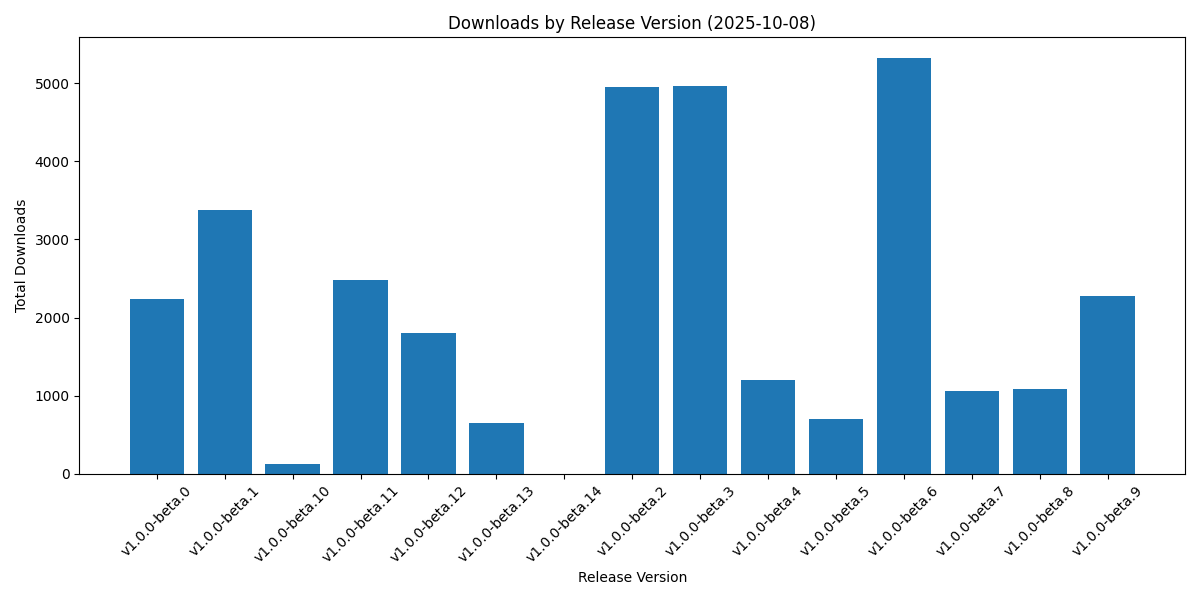 Downloads by Release Version (2025-10-08)
Total Downloads
5000
4000
3000
2000
1000
0
v1.0.0-beta.0
v1.0.0-beta.1
v1.0.0-beta.10
v1.0.0-beta.11
v1.0.0-beta.12
v1.0.0-beta.13
v1.0.0-beta.14
v1.0.0-beta.2
v1.0.0-beta.3
v1.0.0-beta.4
v1.0.0-beta.5
v1.0.0-beta.6
v1.0.0-beta.7
v1.0.0-beta.8
v1.0.0-beta.9
Release Version